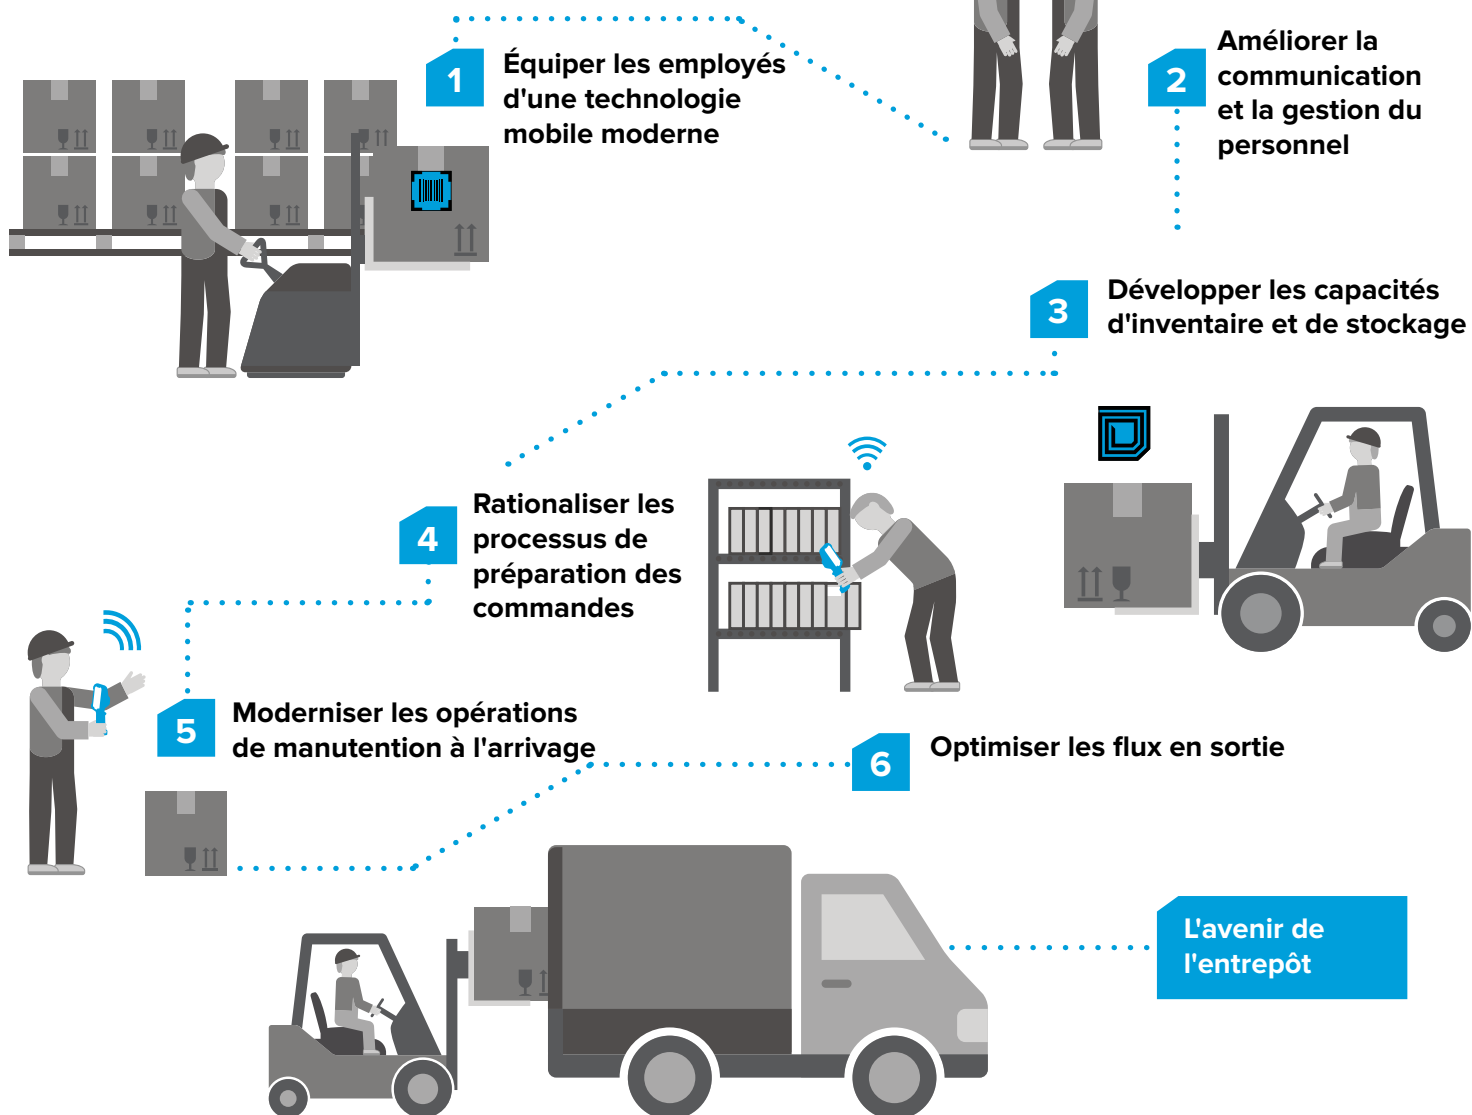 1
Équiper les employés
d'une technologie
mobile moderne
2
Améliorer la
communication
et la gestion du
personnel
3
Développer les capacités
d'inventaire et de stockage
4
Rationaliser les
processus de
préparation des
commandes
5
Moderniser les opérations
de manutention à l'arrivage
6
Optimiser les flux en sortie
L'avenir de
l'entrepôt